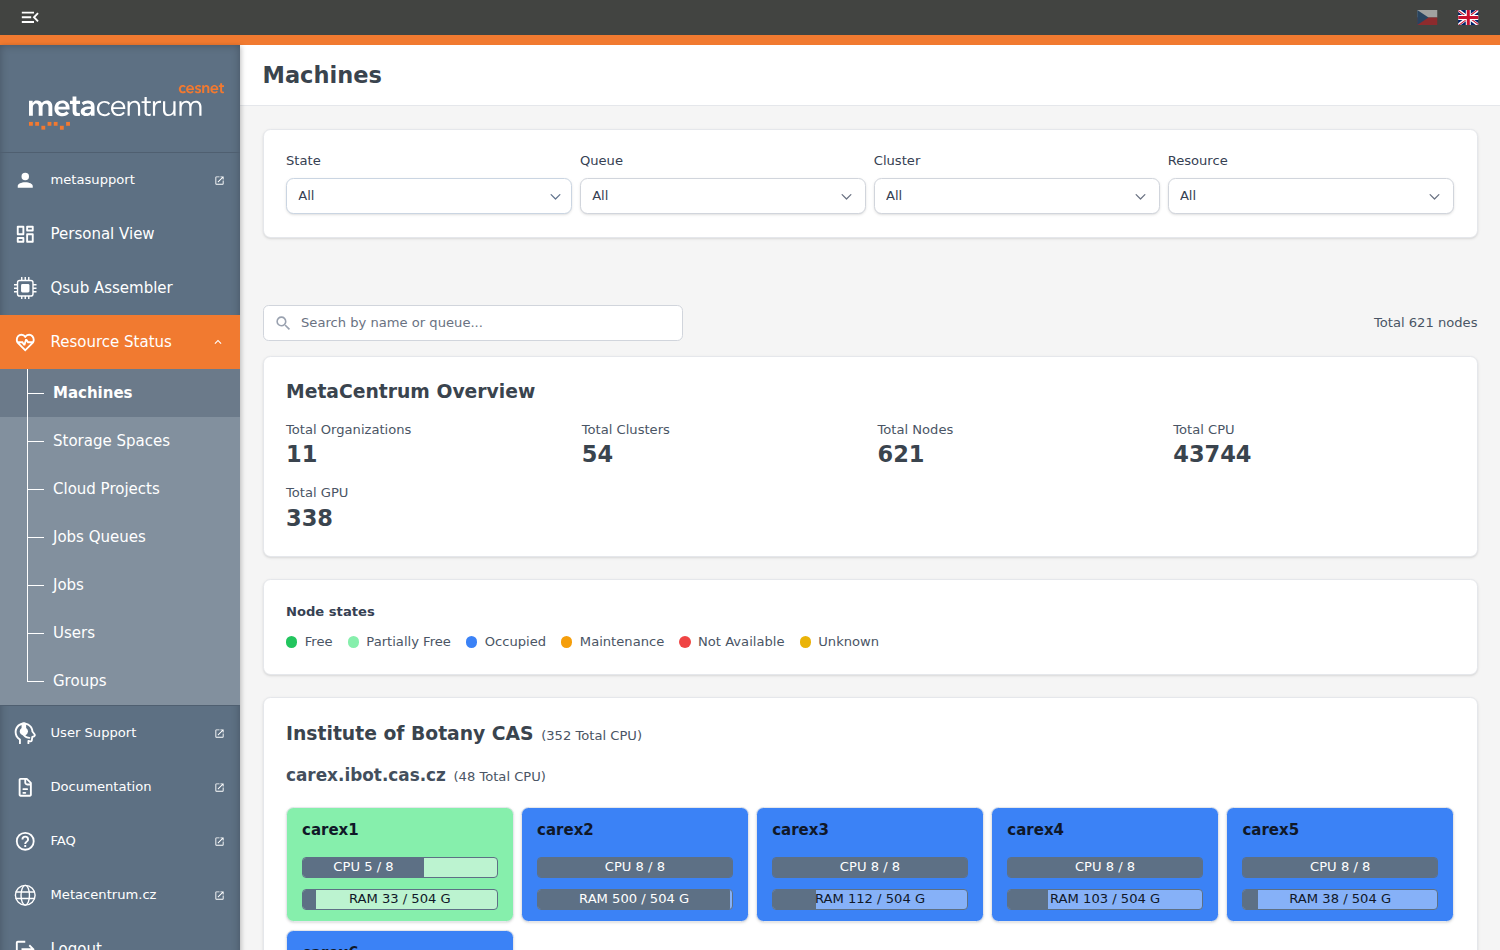 Machines
cesnet
metacentrum
metasupport
Personal View
Qsub Assembler
Resource Status
Machines
Storage Spaces
Cloud Projects
Jobs Queues
Jobs
Users
Groups
User Support
Documentation
FAQ
Metacentrum.cz
Logout
State Queue Cluster Resource
All All All All
Search by name or queue...
Total 621 nodes
MetaCentrum Overview
Total Organizations Total Clusters Total Nodes Total CPU
11 54 621 43744
Total GPU
338
Node states
Free Partially Free Occupied Maintenance Not Available Unknown
Institute of Botany CAS (352 Total CPU)
carex.ibot.cas.cz (48 Total CPU)
carex1 carex2 carex3 carex4 carex5
CPU 5 / 8 CPU 8 / 8 CPU 8 / 8 CPU 8 / 8 CPU 8 / 8
RAM 33 / 504 G RAM 500 / 504 G RAM 112 / 504 G RAM 103 / 504 G RAM 38 / 504 G
carex6